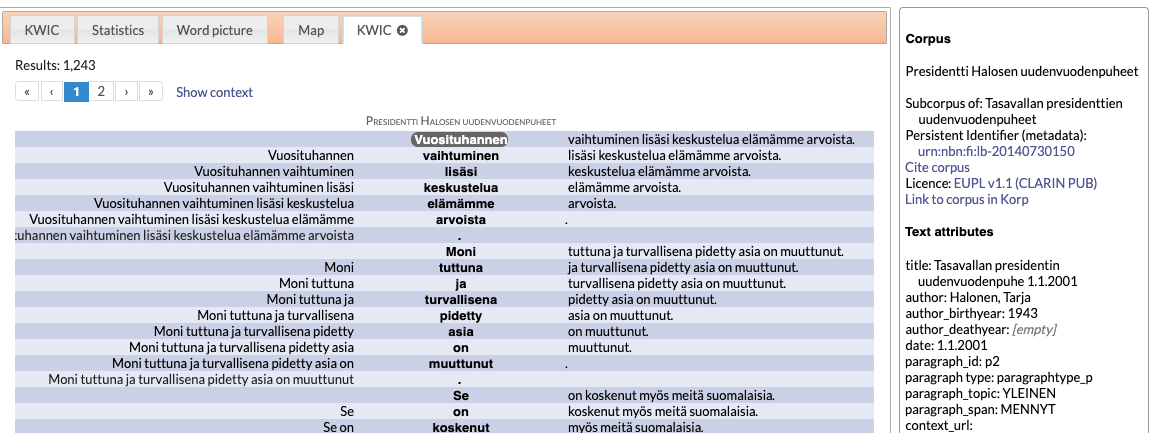 KWIC Statistics Word picture Map KWIC
Results: 1,243
« ‹ 1 2 › » Show context
Presidentti Halosen uudenvuodenpuheet
Vuosituhannen vaihtuminen lisäsi keskustelua elämämme arvoista.
Vuosituhannen vaihtuminen lisäsi keskustelua elämämme arvoista.
Vuosituhannen vaihtuminen lisäsi keskustelua elämämme arvoista.
Vuosituhannen vaihtuminen lisäsi keskustelua elämämme arvoista.
Vuosituhannen vaihtuminen lisäsi keskustelua elämämme arvoista.
Vuosituhannen vaihtuminen lisäsi keskustelua elämämme arvoista .
tuhannen vaihtuminen lisäsi keskustelua elämämme arvoista .
Moni tuttuna ja turvallisena pidetty asia on muuttunut.
Moni tuttuna ja turvallisena pidetty asia on muuttunut.
Moni tuttuna ja turvallisena pidetty asia on muuttunut.
Moni tuttuna ja turvallisena pidetty asia on muuttunut.
Moni tuttuna ja turvallisena pidetty asia on muuttunut.
Moni tuttuna ja turvallisena pidetty asia on muuttunut.
Moni tuttuna ja turvallisena pidetty asia on muuttunut.
Moni tuttuna ja turvallisena pidetty asia on muuttunut .
Moni tuttuna ja turvallisena pidetty asia on muuttunut .
Se on koskenut myös meitä suomalaisia.
Se on koskenut myös meitä suomalaisia.
Se on koskenut myös meitä suomalaisia.
Corpus
Presidentti Halosen uudenvuodenpuheet
Subcorpus of: Tasavallan presidenttien
uudenvuodenpuheet
Persistent Identifier (metadata):
urn:nbn:fi:lb-20140730150
Cite corpus
Licence: EUPL v1.1 (CLARIN PUB)
Link to corpus in Korp
Text attributes
title: Tasavallan presidentin
uudenvuodenpuhe 1.1.2001
author: Halonen, Tarja
author_birthyear: 1943
author_deathyear: [empty]
date: 1.1.2001
paragraph_id: p2
paragraph type: paragraphtype_p
paragraph_topic: YLEINEN
paragraph_span: MENNYT
context_url: